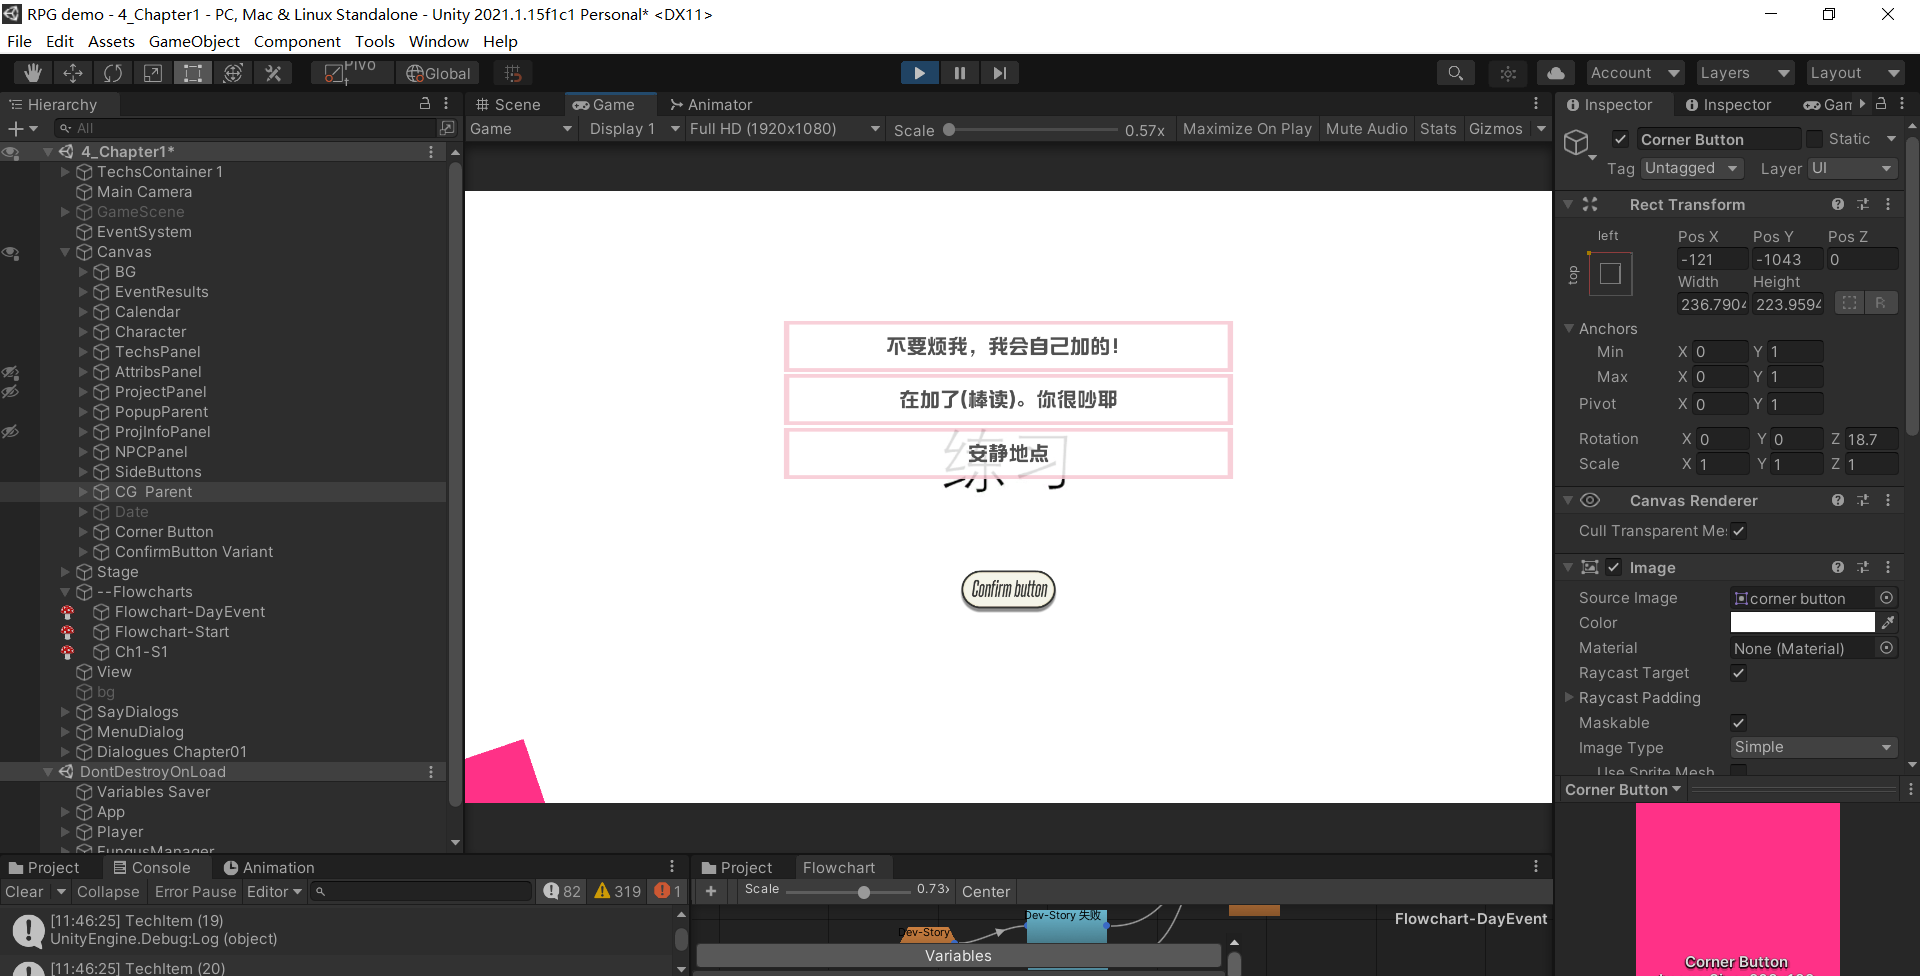 RPG demo - 4_Chapter1 - PC, Mac & Linux Standalone - Unity 2021.1.15f1c1 Personal* <DX11>
File Edit Assets GameObject Component Tools Window Help
Global
Account Layers Layout
Hierarchy
All
4_Chapter1*
TechsContainer 1
Main Camera
GameScene
EventSystem
Canvas
BG
EventResults
Calendar
Character
TechsPanel
AttribsPanel
ProjectPanel
PopupParent
ProjInfoPanel
NPCPanel
SideButtons
CG Parent
Date
Corner Button
ConfirmButton Variant
Stage
--Flowcharts
Flowchart-DayEvent
Flowchart-Start
Ch1-S1
View
bg
SayDialogs
MenuDialog
Dialogues Chapter01
DontDestroyOnLoad
Variables Saver
App
Player
FungusManager
Scene Game Animator
Game Display 1 Full HD (1920x1080) Scale 0.57x Maximize On Play Mute Audio Stats Gizmos
不要烦我，我会自己加的！
在加了(棒读)。你很吵耶
安静地点
练习
Confirm button
Inspector Inspector Gam
Corner Button Static
Tag Untagged Layer UI
Rect Transform
left
top
Pos X Pos Y Pos Z
-121 -1043 0
Width Height
236.7904 223.9594 R
Anchors
Min X 0 Y 1
Max X 0 Y 1
Pivot X 0 Y 1
Rotation X 0 Y 0 Z 18.7
Scale X 1 Y 1 Z 1
Canvas Renderer
Cull Transparent Me
Image
Source Image corner button
Color
Material None (Material)
Raycast Target
Raycast Padding
Maskable
Image Type Simple
Use Sprite Mesh
Corner Button
Corner Button
Project Console Animation
Clear Collapse Error Pause Editor 82 319 1
[11:46:25] TechItem (19)
UnityEngine.Debug:Log (object)
[11:46:25] TechItem (20)
Project Flowchart
Scale 0.73x Center
Dev-Story 失败
Dev-Story
Flowchart-DayEvent
Variables